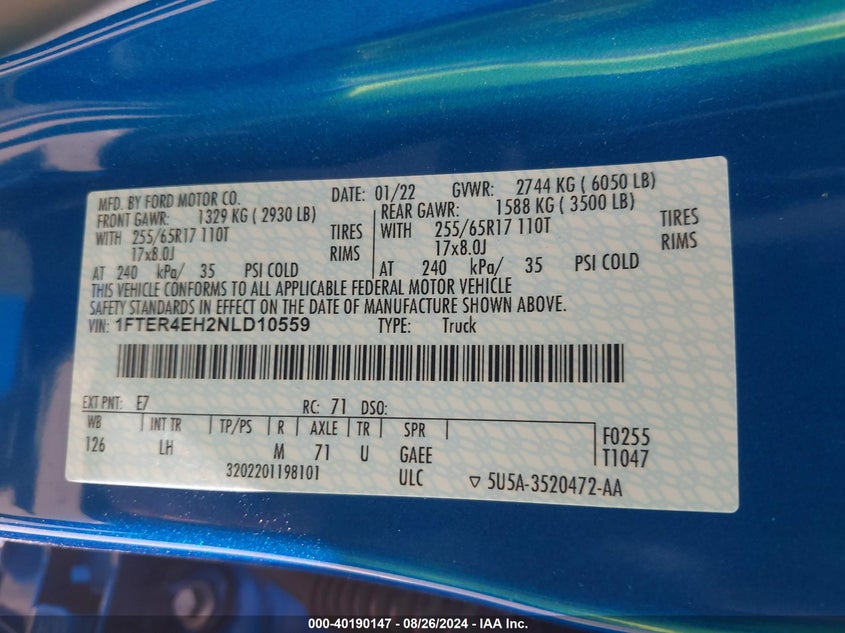 MFD. BY FORD MOTOR CO. DATE: 01/22 GVWR: 2744 KG ( 6050 LB)
FRONT GAWR: 1329 KG ( 2930 LB) REAR GAWR: 1588 KG ( 3500 LB)
WITH 255/65R17 110T TIRES WITH 255/65R17 110T TIRES
17x8.0J RIMS 17x8.0J RIMS
AT 240 kPa/ 35 PSI COLD AT 240 kPa/ 35 PSI COLD
THIS VEHICLE CONFORMS TO ALL APPLICABLE FEDERAL MOTOR VEHICLE
SAFETY STANDARDS IN EFFECT ON THE DATE OF MANUFACTURE SHOWN ABOVE.
VIN: 1FTER4EH2NLD10559 TYPE: Truck
EXT PNT: E7 RC: 71 DSO:
WB INT TR TP/PS R AXLE TR SPR F0255
126 LH M 71 U GAEE T1047
3202201198101 ULC ▽ 5U5A-3520472-AA
000-40190147 - 08/26/2024 - IAA Inc.